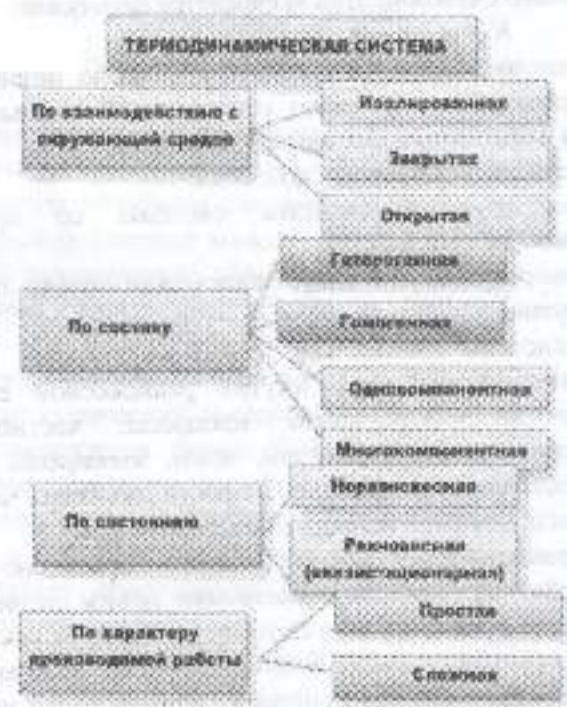 ТЕРМОДИНАМИЧЕСКАЯ СИСТЕМА
По взаимодействию с
окружающей средой
Изолированная
Закрытая
Открытая
По составу
Гетерогенная
Гомогенная
Однокомпонентная
Многокомпонентная
По состоянию
Неравновесная
Равновесная
(квазистационарная)
По характеру
производимой работы
Простая
Сложная